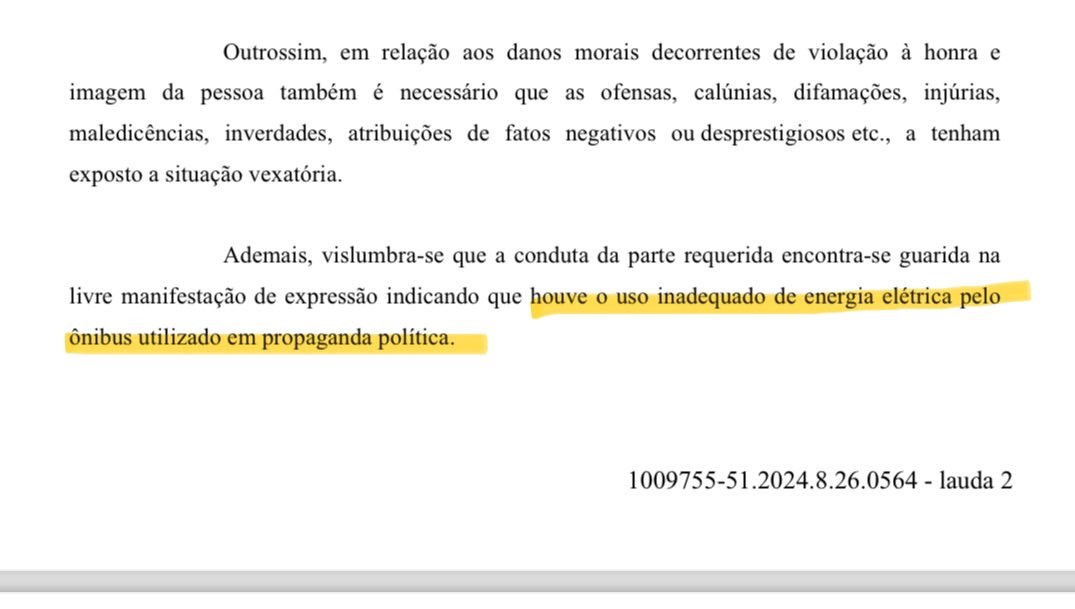 Outrossim, em relação aos danos morais decorrentes de violação à honra e
imagem da pessoa também é necessário que as ofensas, calúnias, difamações, injúrias,
maledicências, inverdades, atribuições de fatos negativos ou desprestigiosos etc., a tenham
exposto a situação vexatória.
Ademais, vislumbra-se que a conduta da parte requerida encontra-se guarida na
livre manifestação de expressão indicando que houve o uso inadequado de energia elétrica pelo
ônibus utilizado em propaganda política.
1009755-51.2024.8.26.0564 - lauda 2